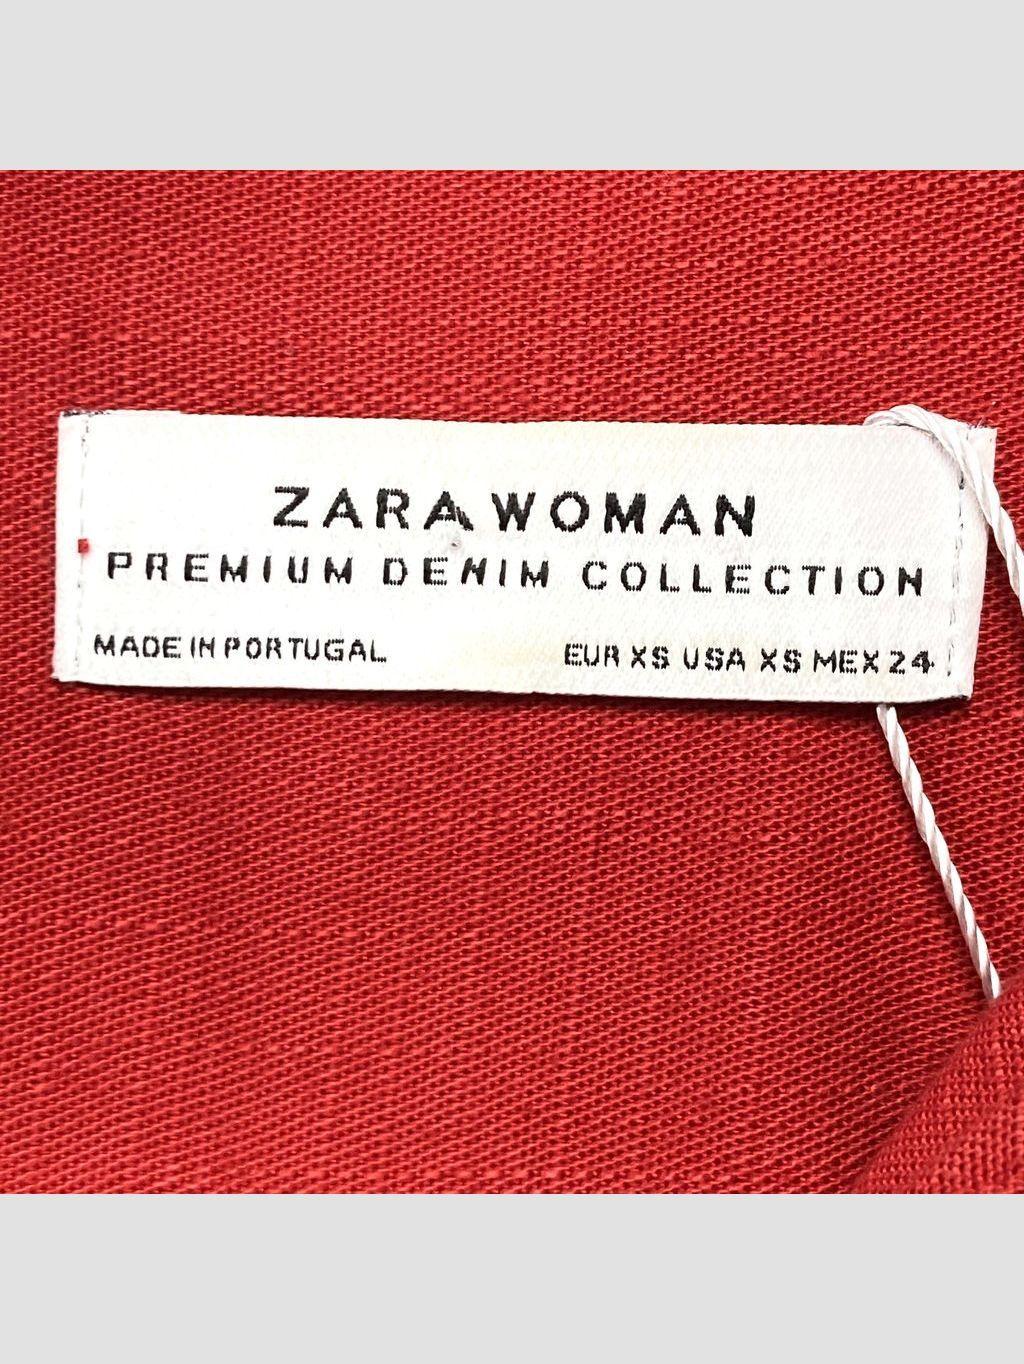 ZARA WOMAN
PREMIUM DENIM COLLECTION
MADE IN PORTUGAL
EUR XS USA XS MEX 24